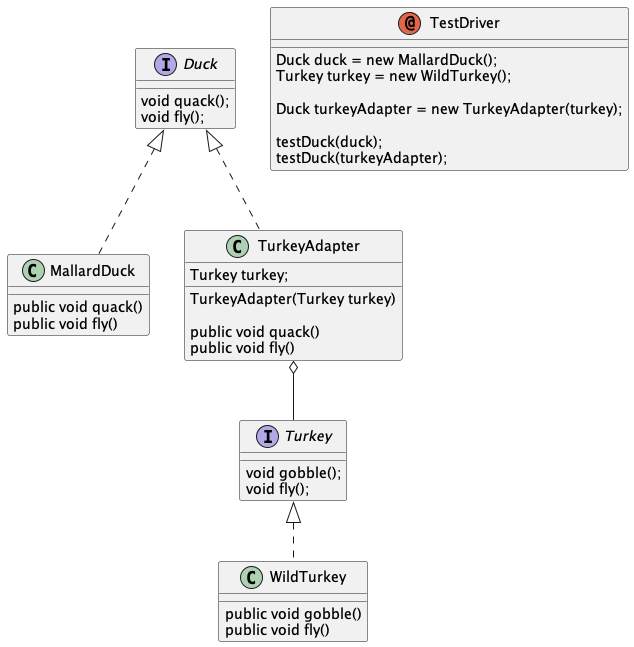 @ TestDriver
Duck duck = new MallardDuck();
Turkey turkey = new WildTurkey();
Duck turkeyAdapter = new TurkeyAdapter(turkey);
testDuck(duck);
testDuck(turkeyAdapter);
I Duck
void quack();
void fly();
C MallardDuck
public void quack()
public void fly()
C TurkeyAdapter
Turkey turkey;
TurkeyAdapter(Turkey turkey)
public void quack()
public void fly()
I Turkey
void gobble();
void fly();
C WildTurkey
public void gobble()
public void fly()